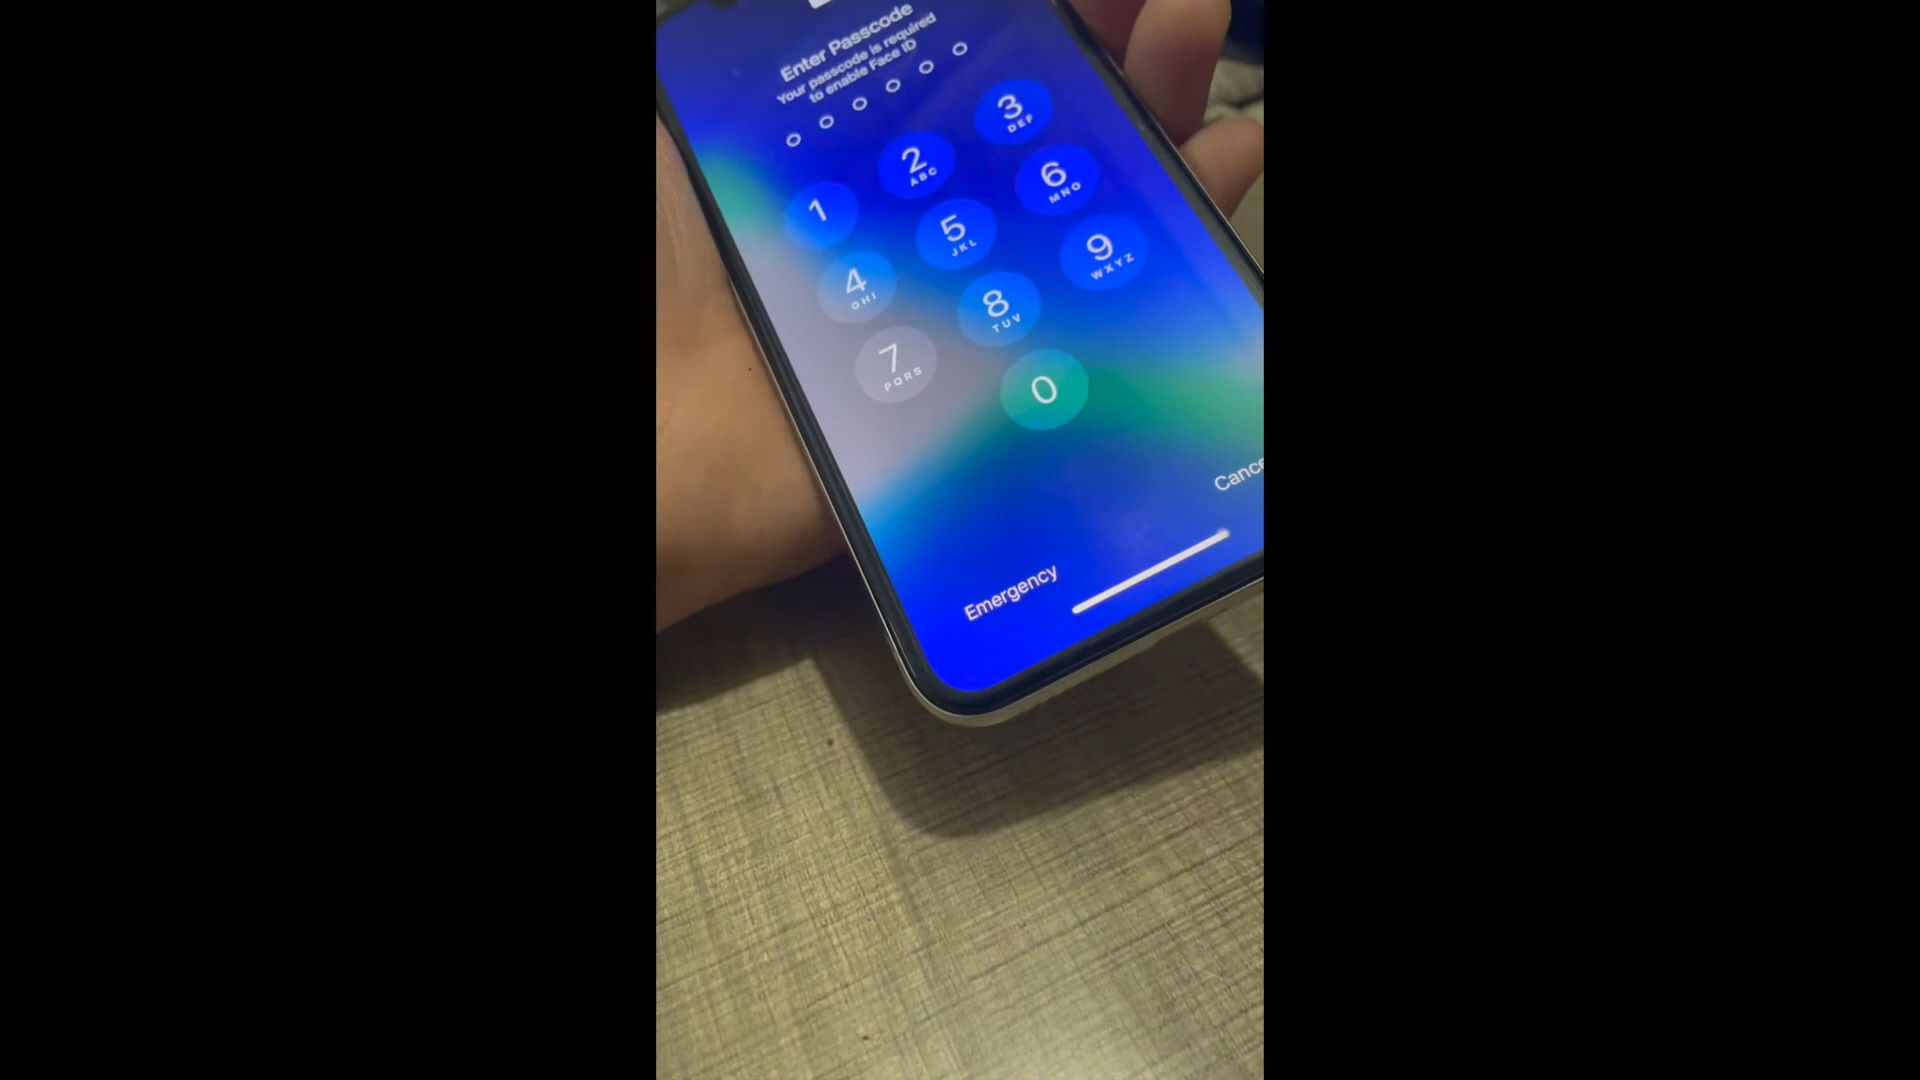 Enter Passcode
Your passcode is required
to enable Face ID
1
2
ABC
3
DEF
4
GHI
5
JKL
6
MNO
7
PQRS
8
TUV
9
WXYZ
0
Emergency
Cance